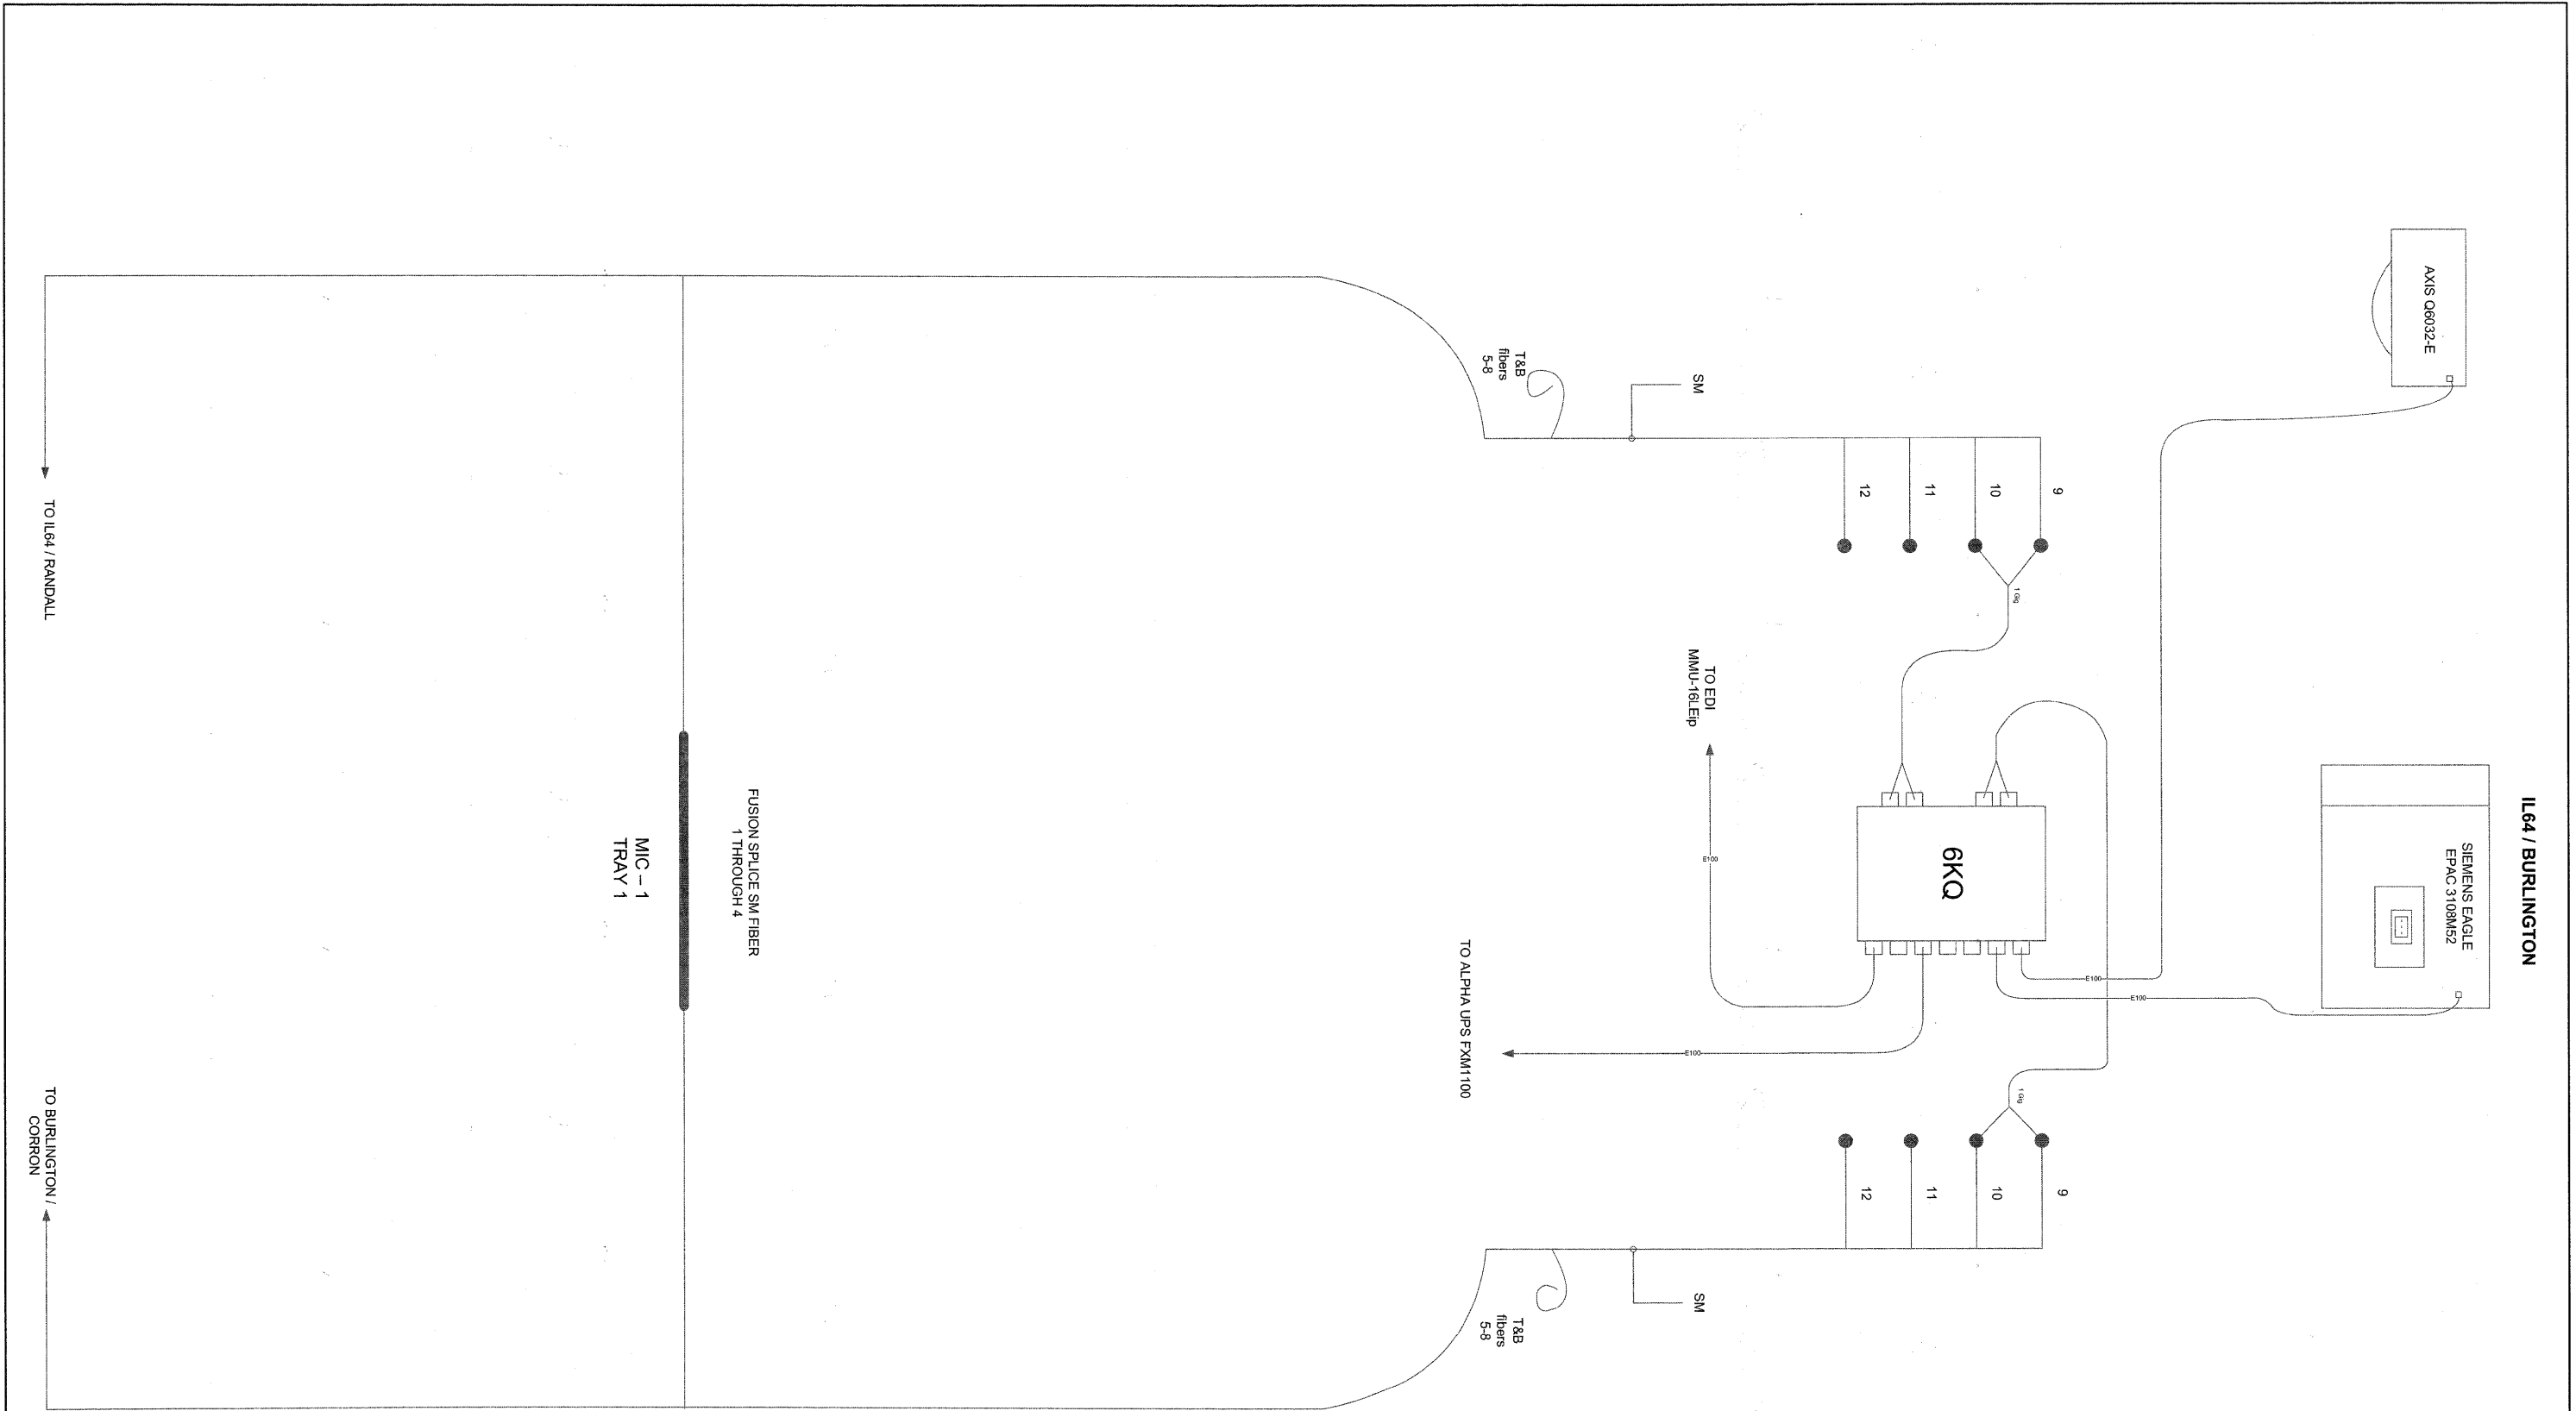 IL64 / BURLINGTON
AXIS Q6032-E
SIEMENS EAGLE
EPAC 3108M52
9
10
11
12
1 Gig
SM
T&B
fibers
5-8
6KQ
E100
E100
E100
E100
TO EDI
MMU-16LEip
TO ALPHA UPS FXM1100
9
10
11
12
1 Gig
SM
T&B
fibers
5-8
FUSION SPLICE SM FIBER
1 THROUGH 4
MIC – 1
TRAY 1
TO IL64 / RANDALL
TO BURLINGTON /
CORRON